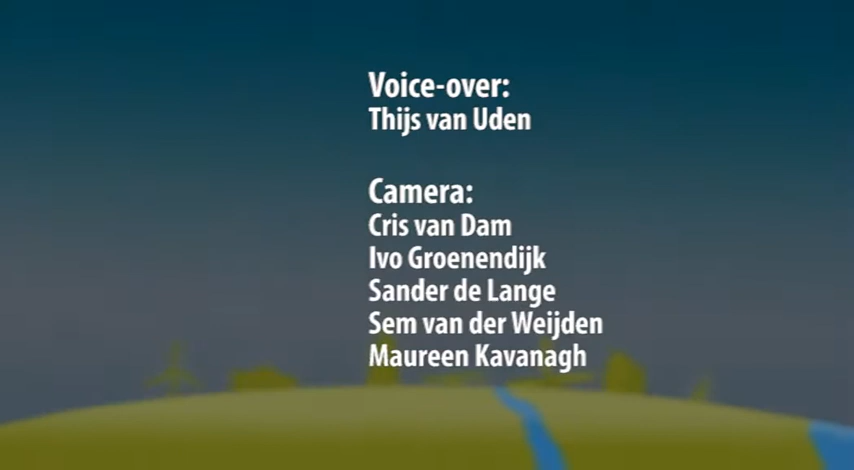 Voice-over:
Thijs van Uden
Camera:
Cris van Dam
Ivo Groenendijk
Sander de Lange
Sem van der Weijden
Maureen Kavanagh